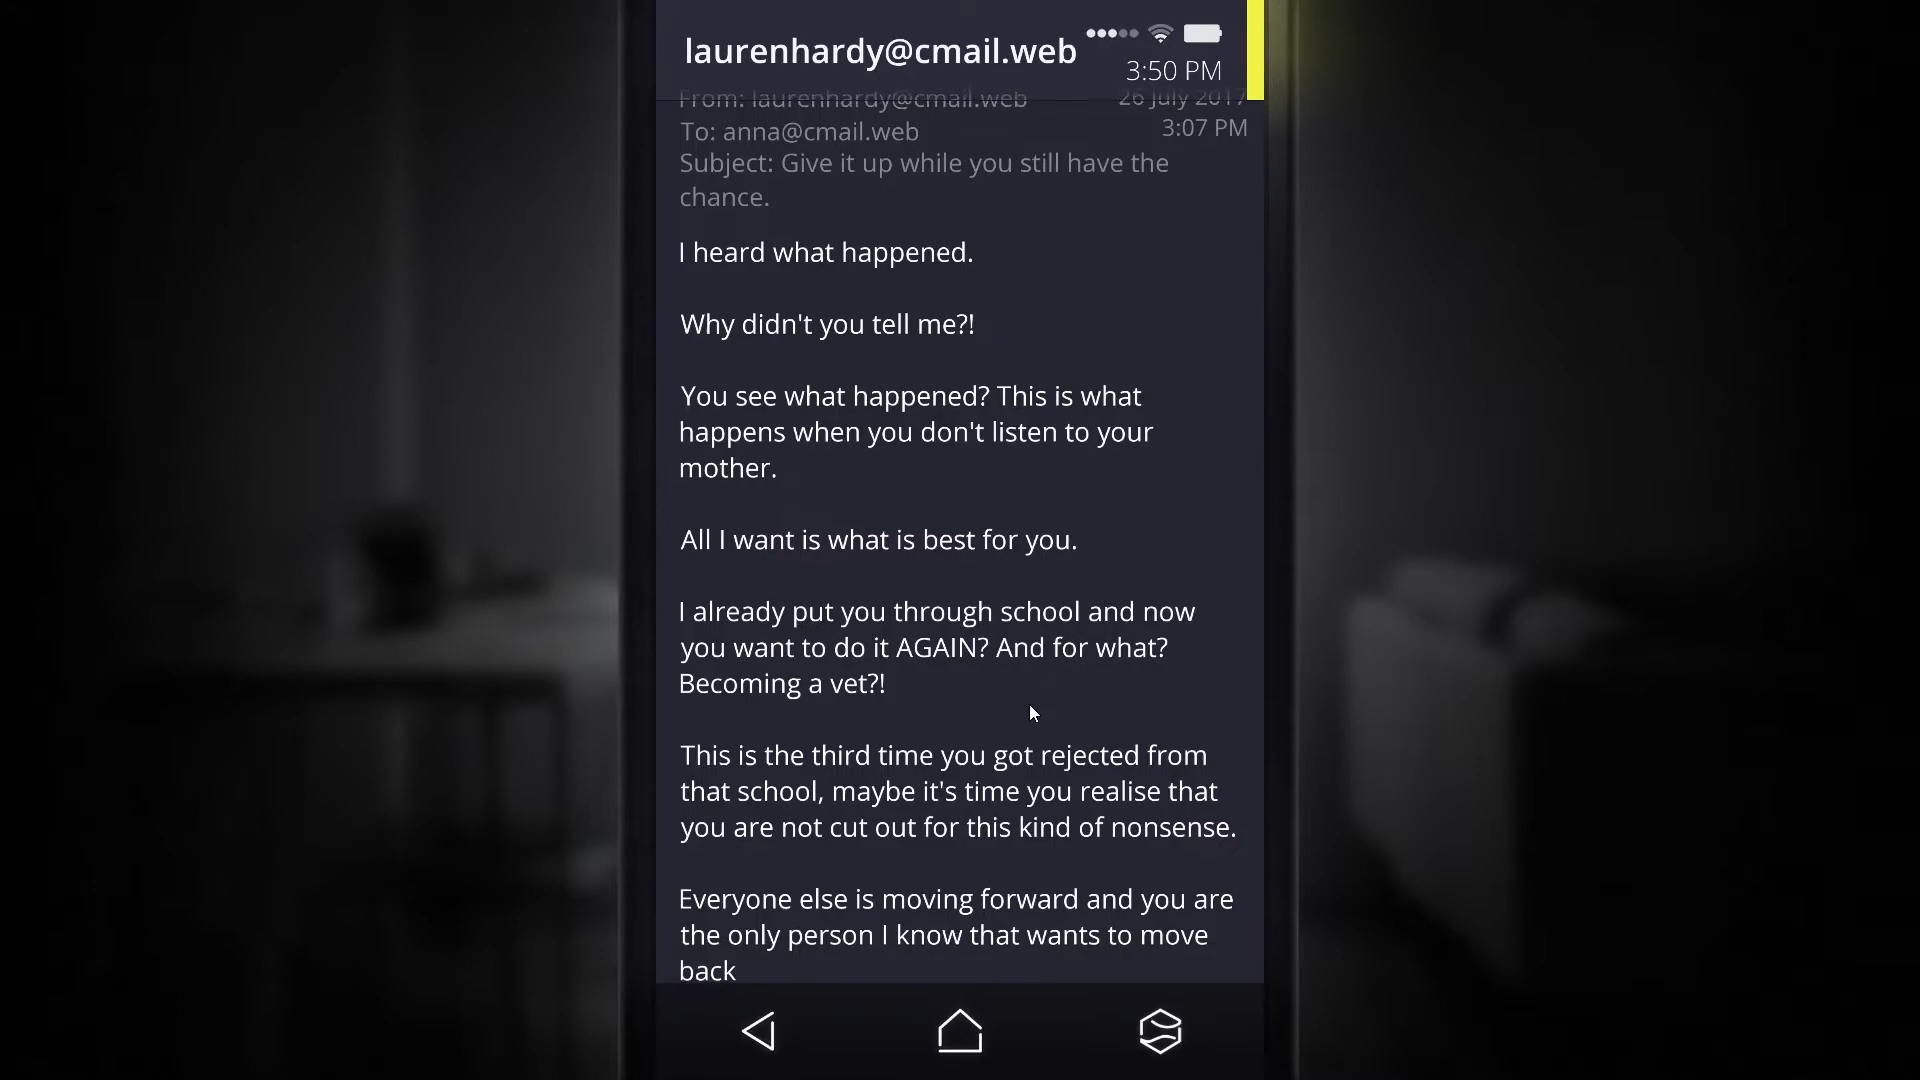 laurenhardy@cmail.web
3:50 PM
From: laurenhardy@cmail.web
26 July 2017
To: anna@cmail.web
3:07 PM
Subject: Give it up while you still have the
chance.
I heard what happened.
Why didn't you tell me?!
You see what happened? This is what
happens when you don't listen to your
mother.
All I want is what is best for you.
I already put you through school and now
you want to do it AGAIN? And for what?
Becoming a vet?!
This is the third time you got rejected from
that school, maybe it's time you realise that
you are not cut out for this kind of nonsense.
Everyone else is moving forward and you are
the only person I know that wants to move
back